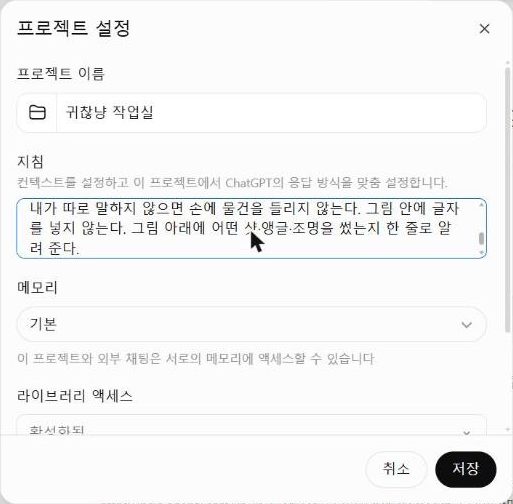 프로젝트 설정
프로젝트 이름
귀찮냥 작업실
지침
컨텍스트를 설정하고 이 프로젝트에서 ChatGPT의 응답 방식을 맞춤 설정합니다.
내가 따로 말하지 않으면 손에 물건을 들리지 않는다. 그림 안에 글자
를 넣지 않는다. 그림 아래에 어떤 샷·앵글·조명을 썼는지 한 줄로 알
려 준다.
메모리
기본
이 프로젝트와 외부 채팅은 서로의 메모리에 액세스할 수 있습니다
라이브러리 액세스
활성화됨
취소
저장